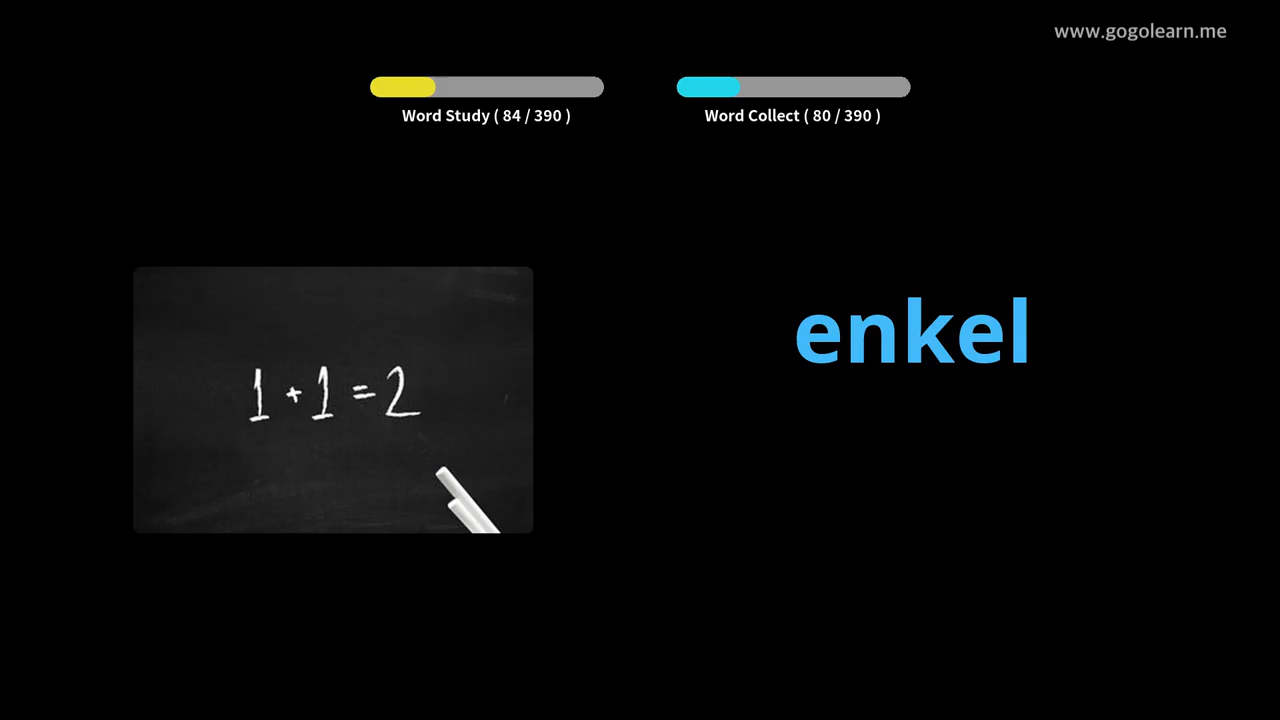 www.gogolearn.me
Word Study ( 84 / 390 )
Word Collect ( 80 / 390 )
enkel
1 + 1 = 2